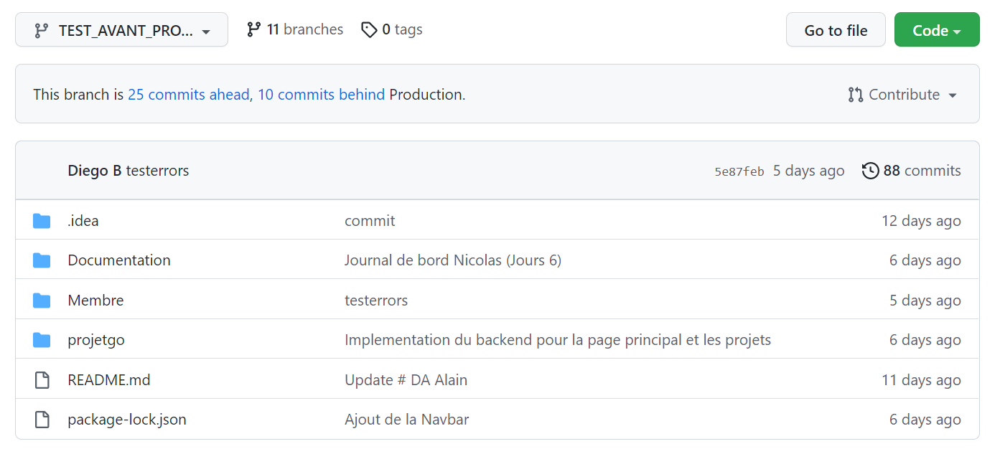 TEST_AVANT_PRO... 11 branches 0 tags Go to file Code
This branch is 25 commits ahead, 10 commits behind Production. Contribute
Diego B testerrors 5e87feb 5 days ago 88 commits
.idea commit 12 days ago
Documentation Journal de bord Nicolas (Jours 6) 6 days ago
Membre testerrors 5 days ago
projetgo Implementation du backend pour la page principal et les projets 6 days ago
README.md Update # DA Alain 11 days ago
package-lock.json Ajout de la Navbar 6 days ago